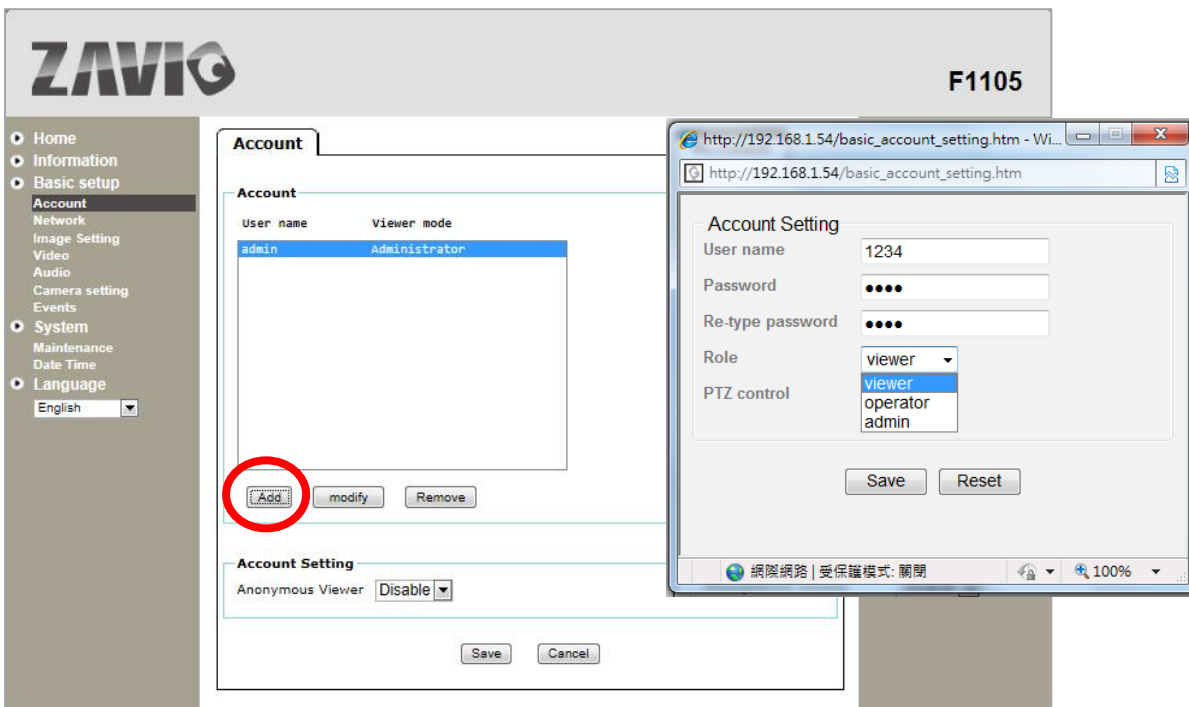 ZAVIO
F1105
Home
Information
Basic setup
Account
Network
Image Setting
Video
Audio
Camera setting
Events
System
Maintenance
Date Time
Language
English
Account
Account
User name Viewer mode
admin Administrator
Add modify Remove
Account Setting
Anonymous Viewer Disable
Save Cancel
http://192.168.1.54/basic_account_setting.htm - Wi...
http://192.168.1.54/basic_account_setting.htm
Account Setting
User name 1234
Password ••••
Re-type password ••••
Role viewer
viewer
PTZ control operator
admin
Save Reset
網際網路 | 受保護模式: 關閉 100%